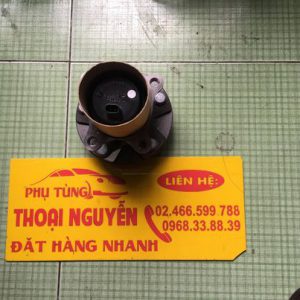 LIÊN HỆ:
PHỤ TÙNG
THOẠI NGUYỄN
02.466.599.788
0968.33.88.39
ĐẶT HÀNG NHANH